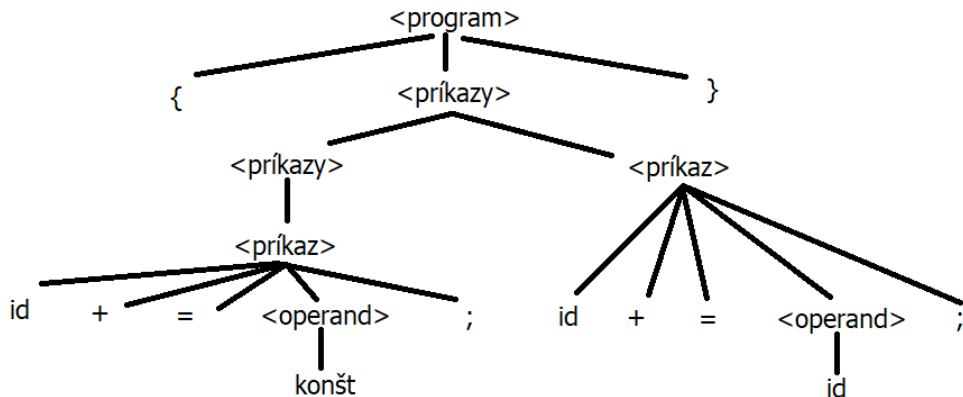 <program>
{ <príkazy> }
<príkazy> <príkaz>
<príkaz>
id + = <operand> ; id + = <operand> ;
konšt id